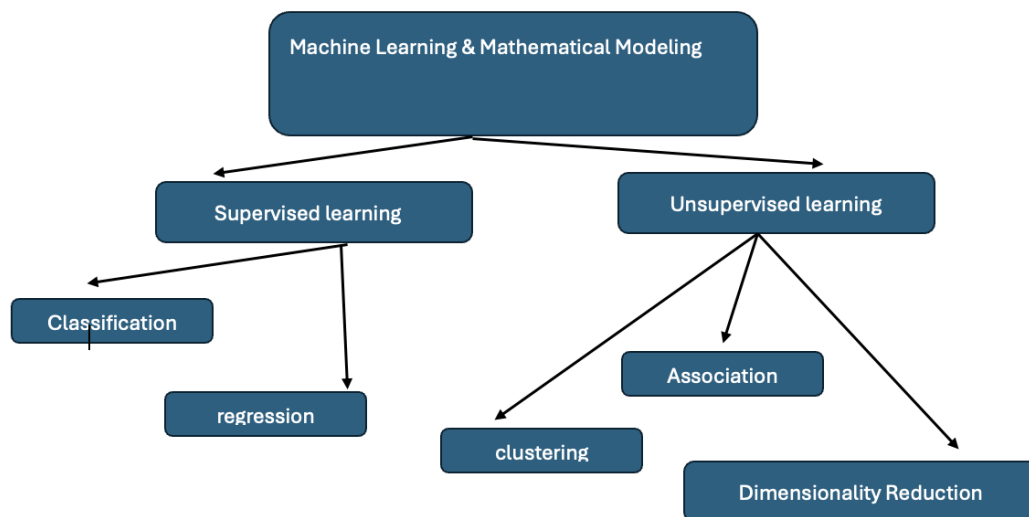 Machine Learning & Mathematical Modeling
Supervised learning
Unsupervised learning
Classification
regression
Association
clustering
Dimensionality Reduction